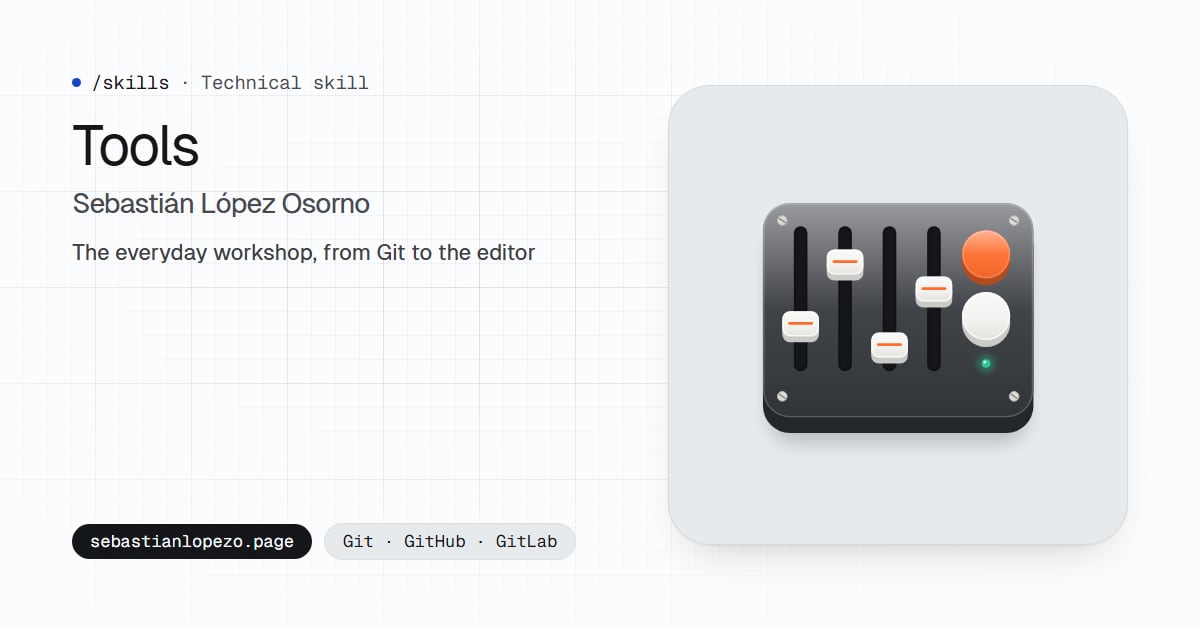 /skills · Technical skill
Tools
Sebastián López Osorno
The everyday workshop, from Git to the editor
sebastianlopezo.page
Git · GitHub · GitLab